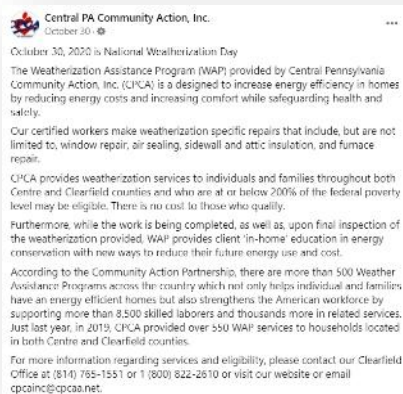 Central PA Community Action, Inc.
October 30 ·
October 30, 2020 is National Weatherization Day
The Weatherization Assistance Program (WAP) provided by Central Pennsylvania
Community Action, Inc. (CPCA) is a designed to increase energy efficiency in homes
by reducing energy costs and increasing comfort while safeguarding health and
safety.
Our certified workers make weatherization specific repairs that include, but are not
limited to, window repair, air sealing, sidewall and attic insulation, and furnace
repair.
CPCA provides weatherization services to individuals and families throughout both
Centre and Clearfield counties and who are at or below 200% of the federal poverty
level may be eligible. There is no cost to those who qualify.
Furthermore, while the work is being completed, as well as, upon final inspection of
the weatherization provided, WAP provides client 'in-home' education in energy
conservation with new ways to reduce their future energy use and cost.
According to the Community Action Partnership, there are more than 500 Weather
Assistance Programs across the country which not only helps individual and families
have an energy efficient homes but also strengthens the American workforce by
supporting more than 8,500 skilled laborers and thousands more in related services.
Just last year, in 2019, CPCA provided over 550 WAP services to households located
in both Centre and Clearfield counties.
For more information regarding services and eligibility, please contact our Clearfield
Office at (814) 765-1551 or 1 (800) 822-2610 or visit our website or email
cpcainc@cpcaa.net.